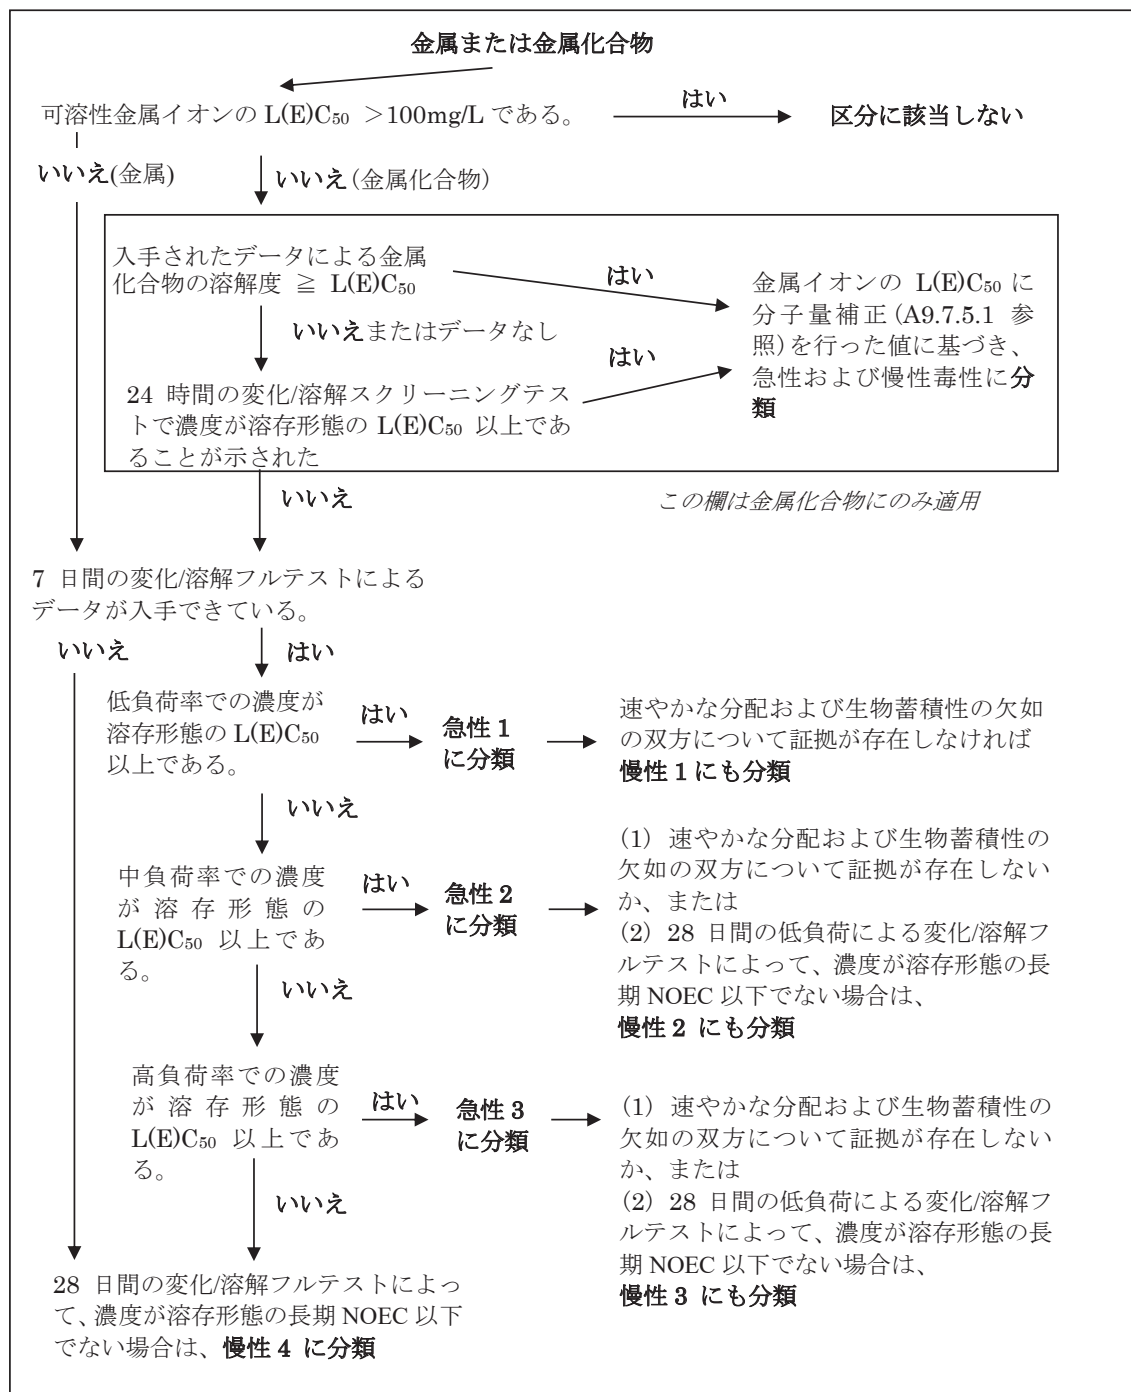 金属または金属化合物
可溶性金属イオンの L(E)C50 ＞100mg/L である。
はい
区分に該当しない
いいえ(金属)
いいえ(金属化合物)
入手されたデータによる金属
化合物の溶解度 ≧ L(E)C50
はい
いいえまたはデータなし
金属イオンの L(E)C50 に
分子量補正(A9.7.5.1 参
照)を行った値に基づき、
急性および慢性毒性に分
類
はい
24 時間の変化/溶解スクリーニングテス
トで濃度が溶存形態の L(E)C50 以上であ
ることが示された
いいえ
この欄は金属化合物にのみ適用
7 日間の変化/溶解フルテストによる
データが入手できている。
いいえ
はい
低負荷率での濃度が
溶存形態の L(E)C50
以上である。
はい
急性 1
に分類
速やかな分配および生物蓄積性の欠如
の双方について証拠が存在しなければ
慢性 1 にも分類
いいえ
中負荷率での濃度
が溶存形態の
L(E)C50 以上であ
る。
はい
急性 2
に分類
(1) 速やかな分配および生物蓄積性の
欠如の双方について証拠が存在しない
か、または
(2) 28 日間の低負荷による変化/溶解フ
ルテストによって、濃度が溶存形態の長
期 NOEC 以下でない場合は、
慢性 2 にも分類
いいえ
高負荷率での濃度
が溶存形態の
L(E)C50 以上であ
る。
はい
急性 3
に分類
(1) 速やかな分配および生物蓄積性の
欠如の双方について証拠が存在しない
か、または
(2) 28 日間の低負荷による変化/溶解フ
ルテストによって、濃度が溶存形態の長
期 NOEC 以下でない場合は、
慢性 3 にも分類
いいえ
28 日間の変化/溶解フルテストによっ
て、濃度が溶存形態の長期 NOEC 以下
でない場合は、慢性 4 に分類